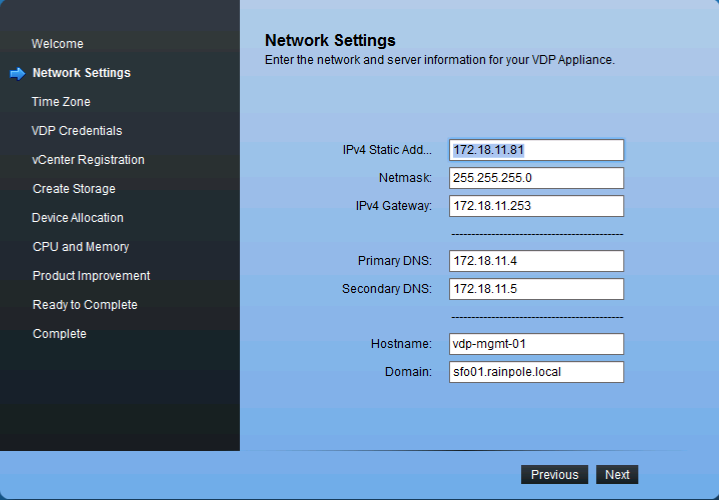 Welcome
Network Settings
Time Zone
VDP Credentials
vCenter Registration
Create Storage
Device Allocation
CPU and Memory
Product Improvement
Ready to Complete
Complete
Network Settings
Enter the network and server information for your VDP Appliance.
IPv4 Static Add... 172.18.11.81
Netmask: 255.255.255.0
IPv4 Gateway: 172.18.11.253
-------------------------------------------
Primary DNS: 172.18.11.4
Secondary DNS: 172.18.11.5
-------------------------------------------
Hostname: vdp-mgmt-01
Domain: sfo01.rainpole.local
Previous Next